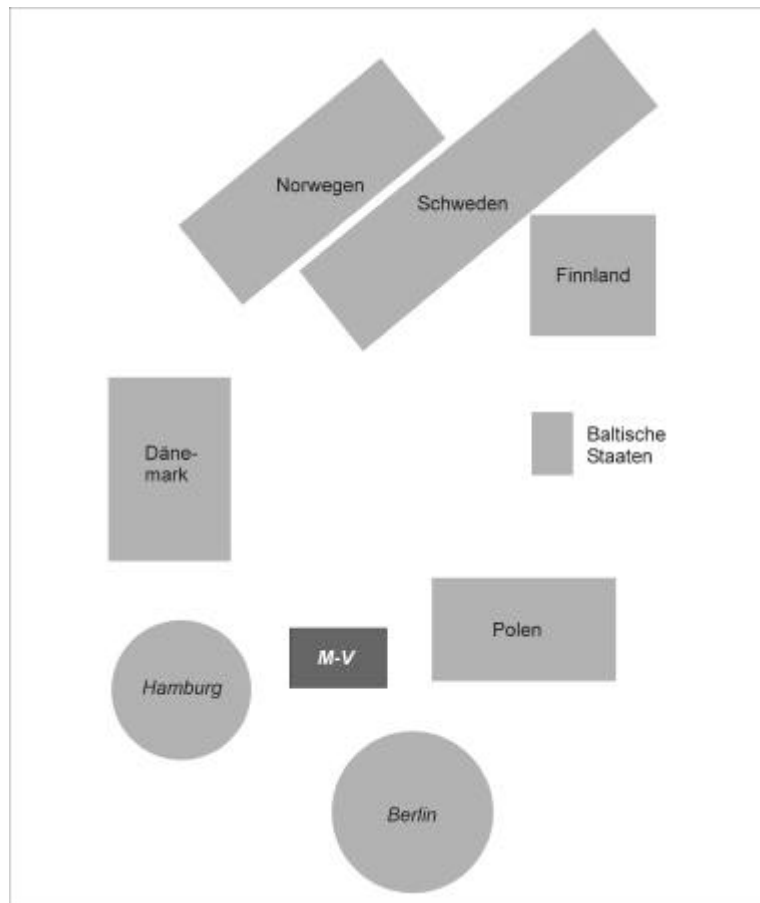 Norwegen
Schweden
Finnland
Däne-
mark
Baltische
Staaten
Polen
M-V
Hamburg
Berlin